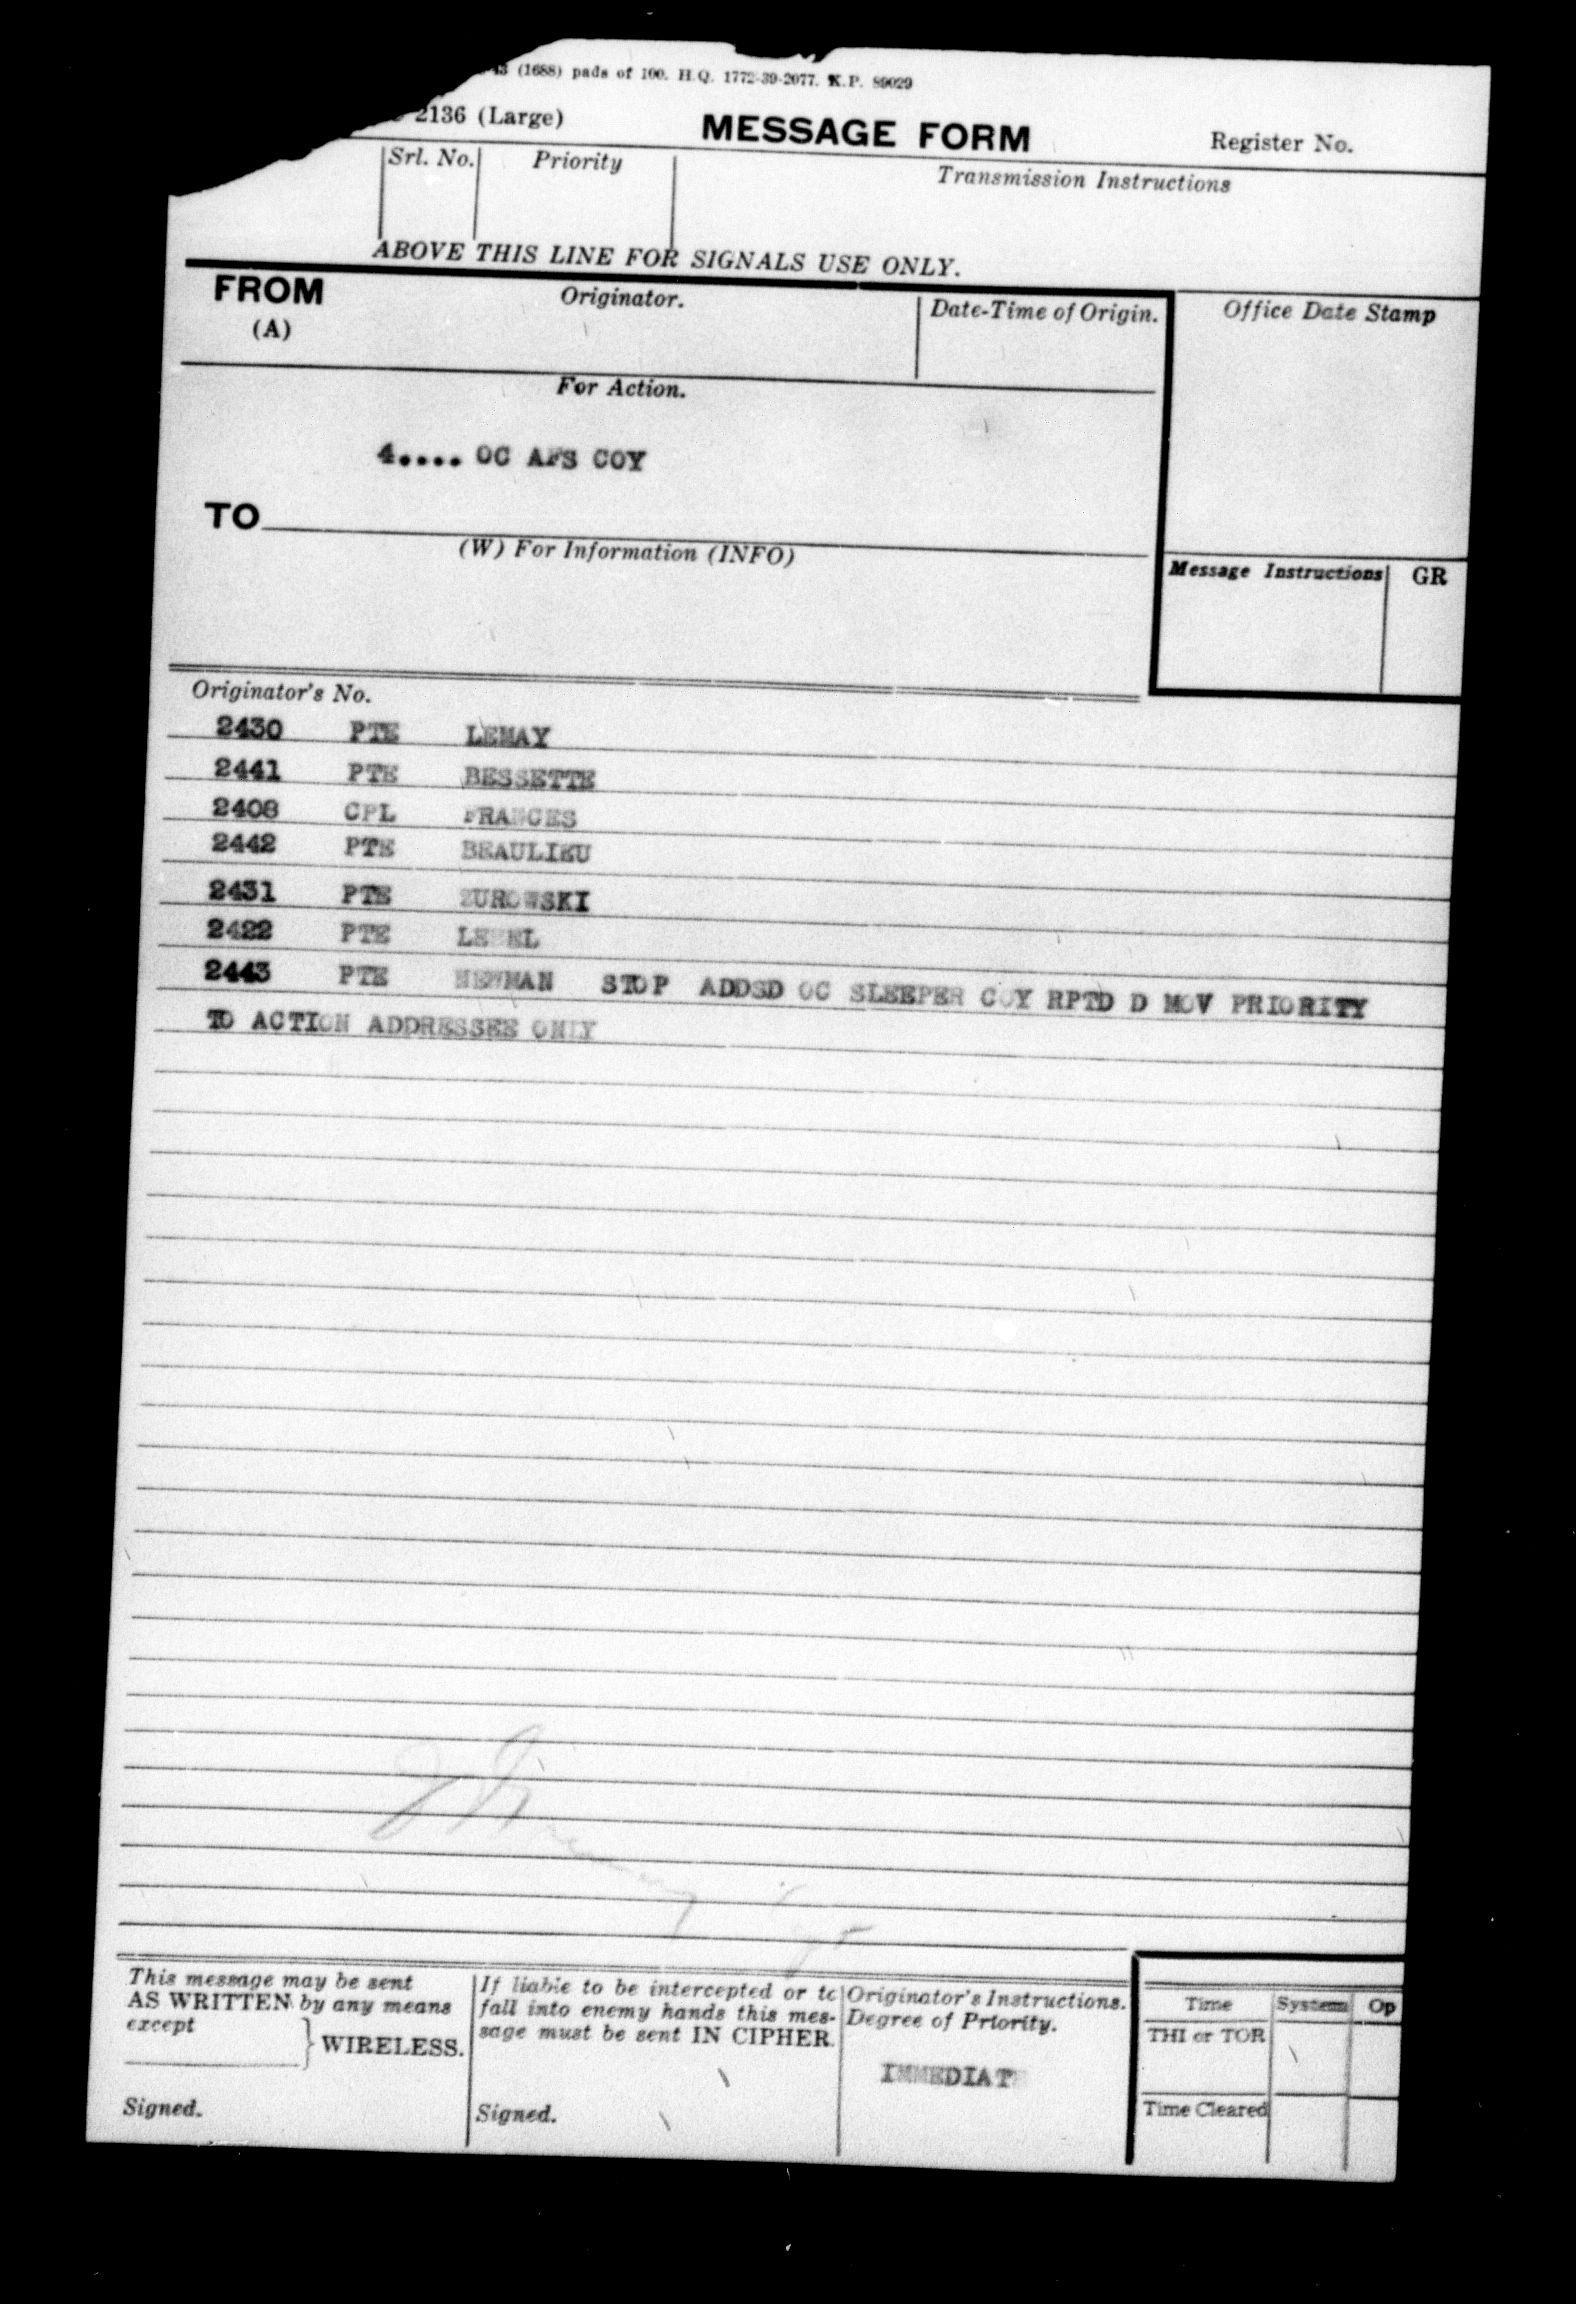 43 (1688) pads of 100. H.Q. 1772-39-2077. K.P. 89029
2136 (Large)
MESSAGE FORM
Register No.
Srl. No.
Priority
Transmission Instructions
ABOVE THIS LINE FOR SIGNALS USE ONLY.
FROM
(A)
Originator.
Date-Time of Origin.
Office Date Stamp
For Action.
4.... OC AFS COY
TO
(W) For Information (INFO)
Message Instructions
GR
Originator's No.
2430 PTE LEMAY
2441 PTE BESSETTE
2408 CPL FRANCES
2442 PTE BEAULIEU
2431 PTE ZUROWSKI
2422 PTE LEBEL
2443 PTE NEWMAN STOP ADDSD OC SLEEPER COY RPTD D MOV PRIORITY
TO ACTION ADDRESSES ONLY
This message may be sent
AS WRITTEN by any means
except
WIRELESS.
Signed.
If liable to be intercepted or to
fall into enemy hands this mes-
sage must be sent IN CIPHER.
Signed.
Originator's Instructions.
Degree of Priority.
IMMEDIATE
Time
System
Op
THI or TOR
Time Cleared